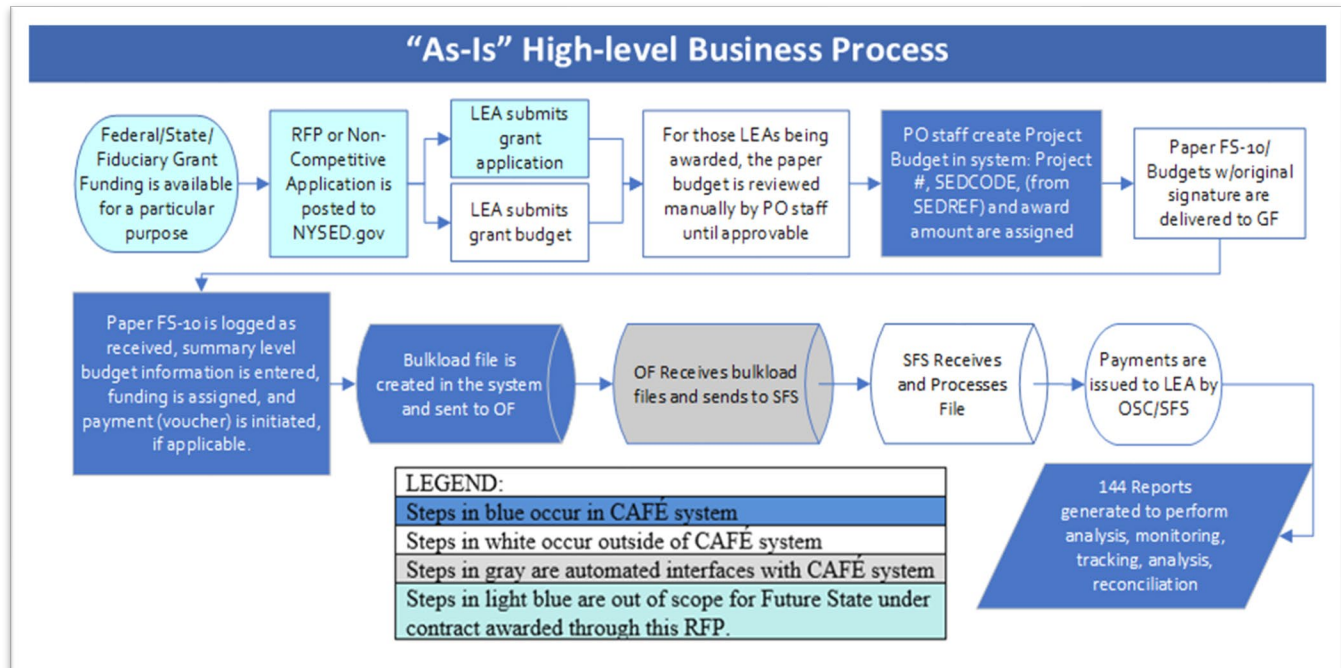 “As-Is” High-level Business Process
Federal/State/
Fiduciary Grant
Funding is available
for a particular
purpose
RFP or Non-
Competitive
Application is
posted to
NYSED.gov
LEA submits
grant
application
LEA submits
grant budget
For those LEAs being
awarded, the paper
budget is reviewed
manually by PO staff
until approvable
PO staff create Project
Budget in system: Project
#, SEDCODE, (from
SEDREF) and award
amount are assigned
Paper FS-10/
Budgets w/original
signature are
delivered to GF
Paper FS-10 is logged as
received, summary level
budget information is entered,
funding is assigned, and
payment (voucher) is initiated,
if applicable.
Bulkload file is
created in the system
and sent to OF
OF Receives bulkload
files and sends to SFS
SFS Receives
and Processes
File
Payments are
issued to LEA by
OSC/SFS
144 Reports
generated to perform
analysis, monitoring,
tracking, analysis,
reconciliation
LEGEND:
Steps in blue occur in CAFÉ system
Steps in white occur outside of CAFÉ system
Steps in gray are automated interfaces with CAFÉ system
Steps in light blue are out of scope for Future State under
contract awarded through this RFP.